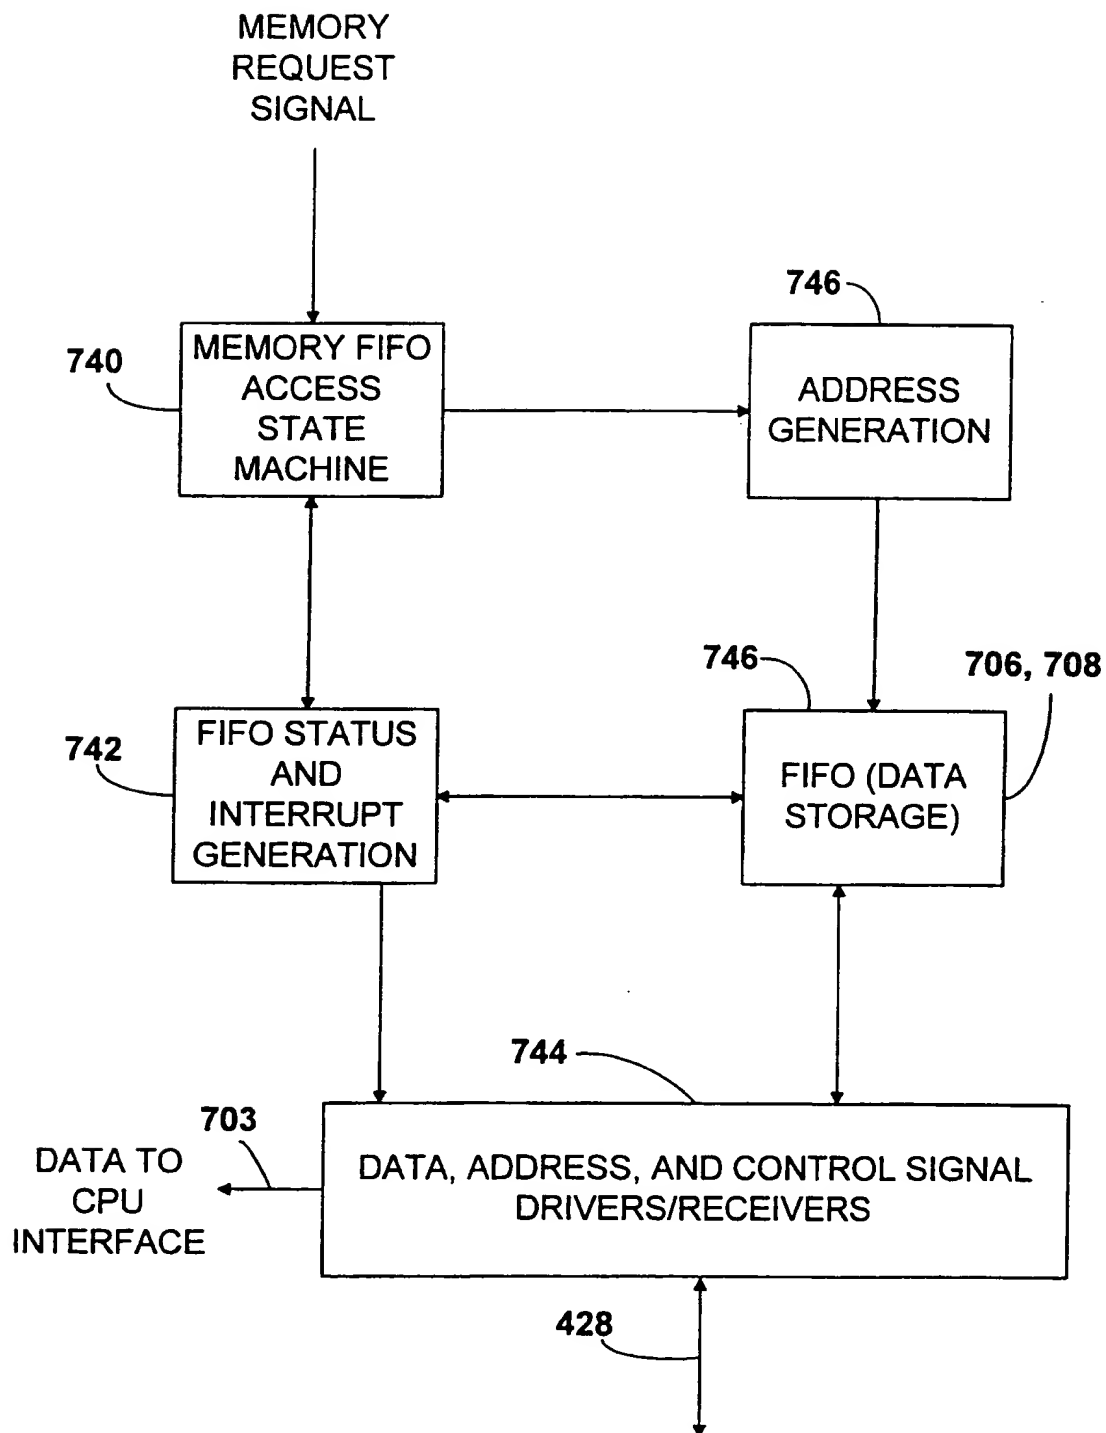 MEMORY
REQUEST
SIGNAL
746
740
MEMORY FIFO
ACCESS
STATE
MACHINE
ADDRESS
GENERATION
746
706, 708
742
FIFO STATUS
AND
INTERRUPT
GENERATION
FIFO (DATA
STORAGE)
744
703
DATA TO
CPU
INTERFACE
DATA, ADDRESS, AND CONTROL SIGNAL
DRIVERS/RECEIVERS
428